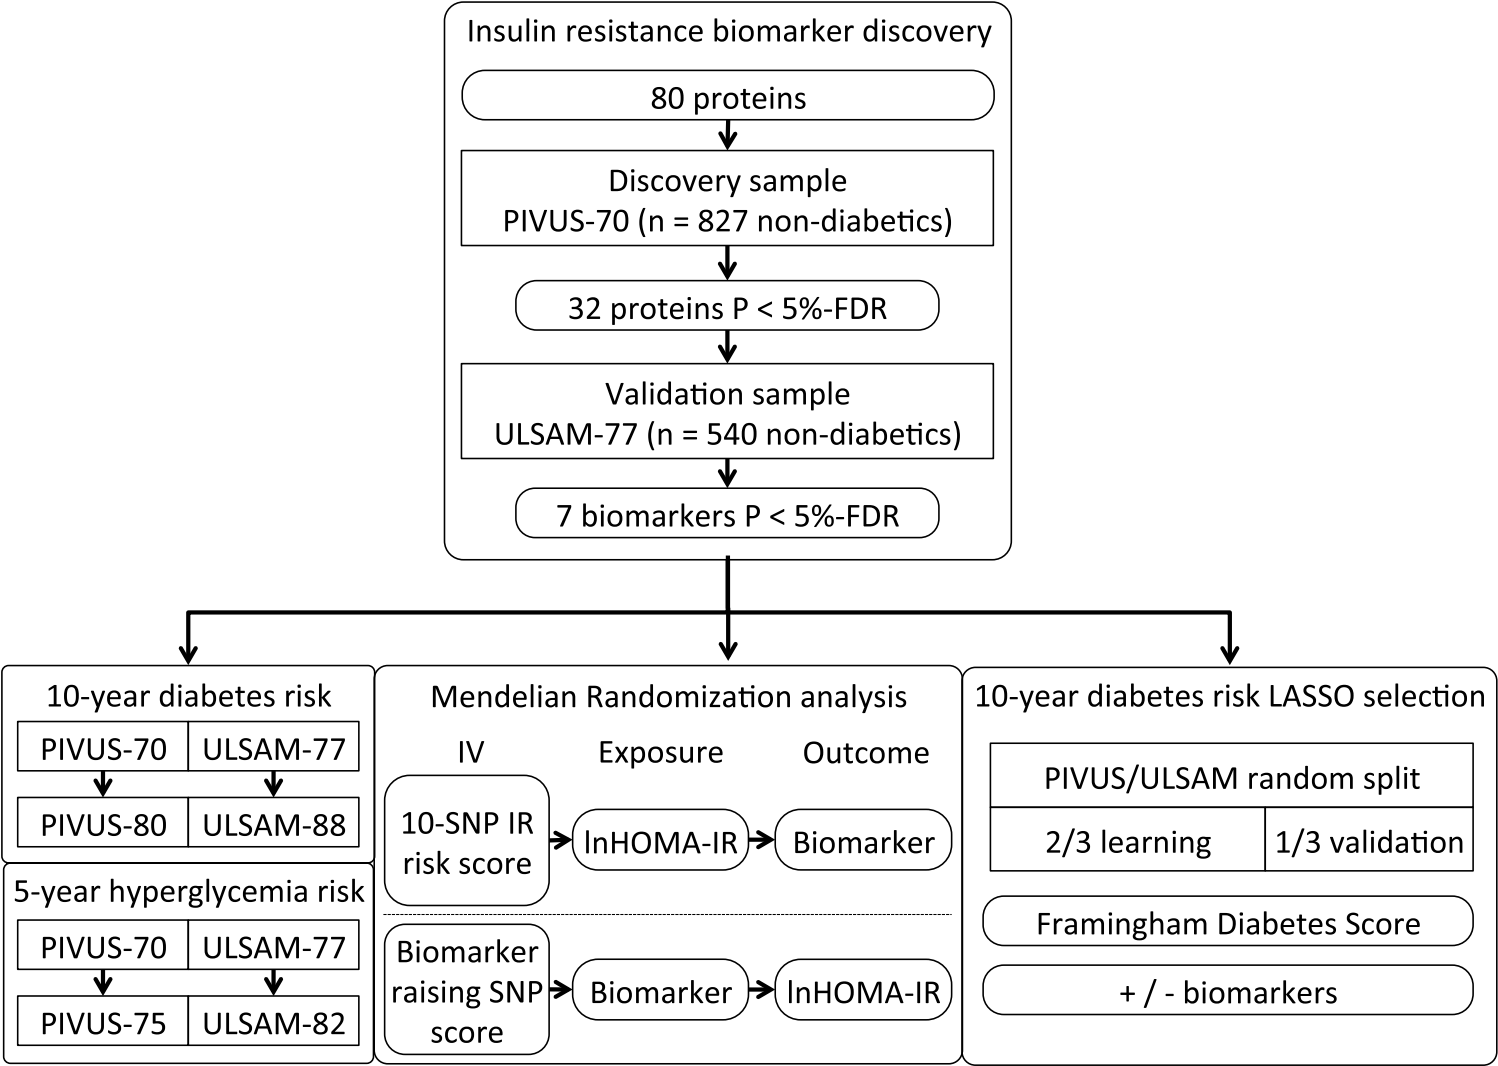 Insulin resistance biomarker discovery
80 proteins
Discovery sample
PIVUS-70 (n = 827 non-diabetics)
32 proteins P < 5%-FDR
Validation sample
ULSAM-77 (n = 540 non-diabetics)
7 biomarkers P < 5%-FDR
10-year diabetes risk
PIVUS-70 ULSAM-77
PIVUS-80 ULSAM-88
5-year hyperglycemia risk
PIVUS-70 ULSAM-77
PIVUS-75 ULSAM-82
Mendelian Randomization analysis
IV Exposure Outcome
10-SNP IR
risk score
lnHOMA-IR
Biomarker
Biomarker
raising SNP
score
Biomarker
lnHOMA-IR
10-year diabetes risk LASSO selection
PIVUS/ULSAM random split
2/3 learning 1/3 validation
Framingham Diabetes Score
+ / - biomarkers